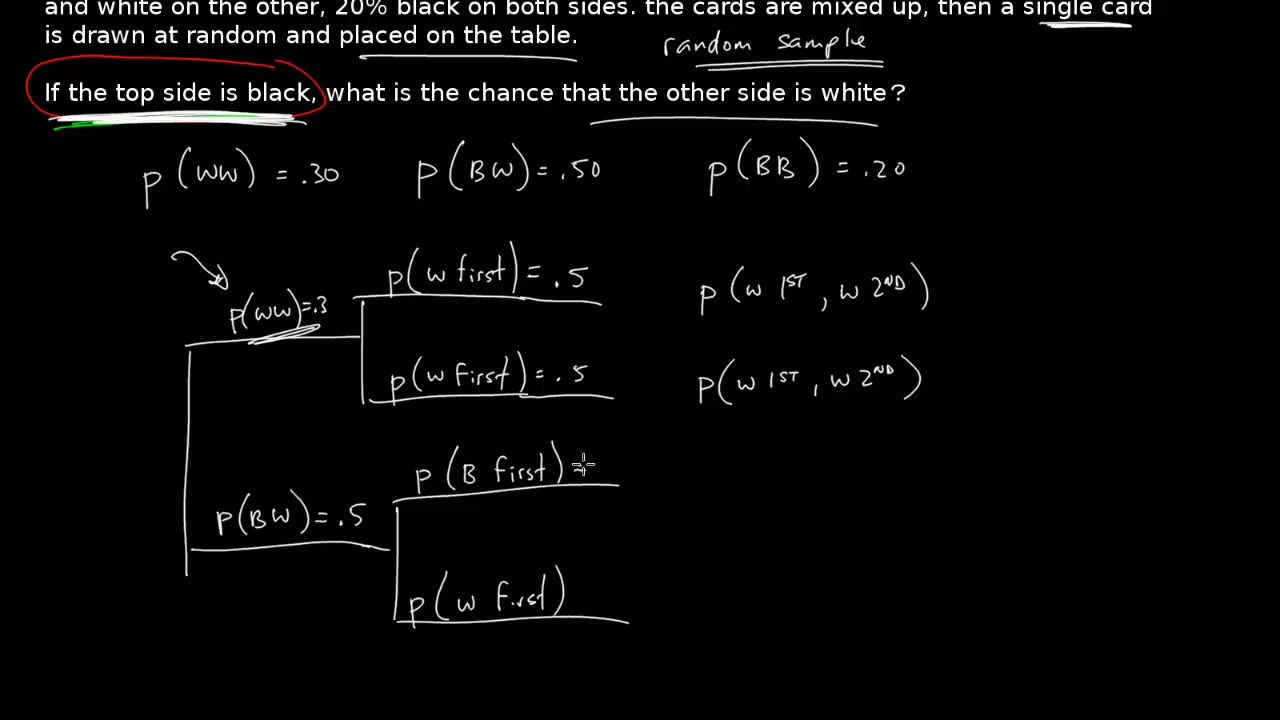 and white on the other, 20% black on both sides. the cards are mixed up, then a single card
is drawn at random and placed on the table.
random sample
If the top side is black, what is the chance that the other side is white?
p(WW) = .30 p(BW) = .50 p(BB) = .20
p(w first) = .5 p(w 1ST, w 2ND)
p(WW)=.3
p(w First) = .5 p(w 1ST, w 2ND)
p(B first) =
p(BW) = .5
p(w first)